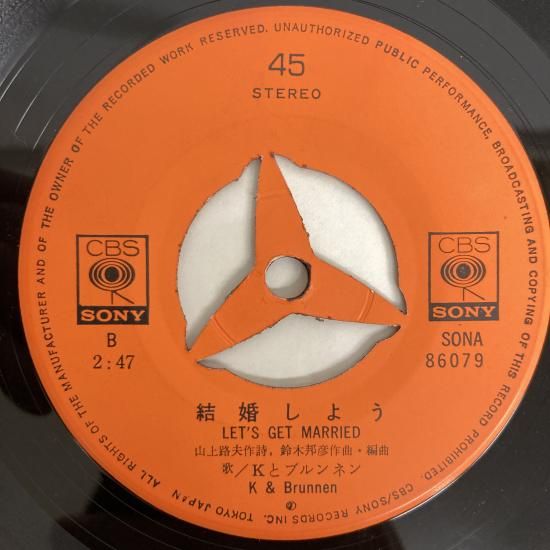 ALL RIGHTS OF THE MANUFACTURER AND OF THE OWNER OF THE RECORDED WORK RESERVED. UNAUTHORIZED PUBLIC PERFORMANCE, BROADCASTING AND COPYING OF THIS RECORD PROHIBITED. CBS/SONY RECORDS INC. TOKYO JAPAN
45
STEREO
CBS
SONY
CBS
SONY
B
2:47
SONA
86079
結婚しよう
LET'S GET MARRIED
山上路夫作詩, 鈴木邦彦作曲・編曲
歌/Kとブルンネン
K & Brunnen
Ⓟ